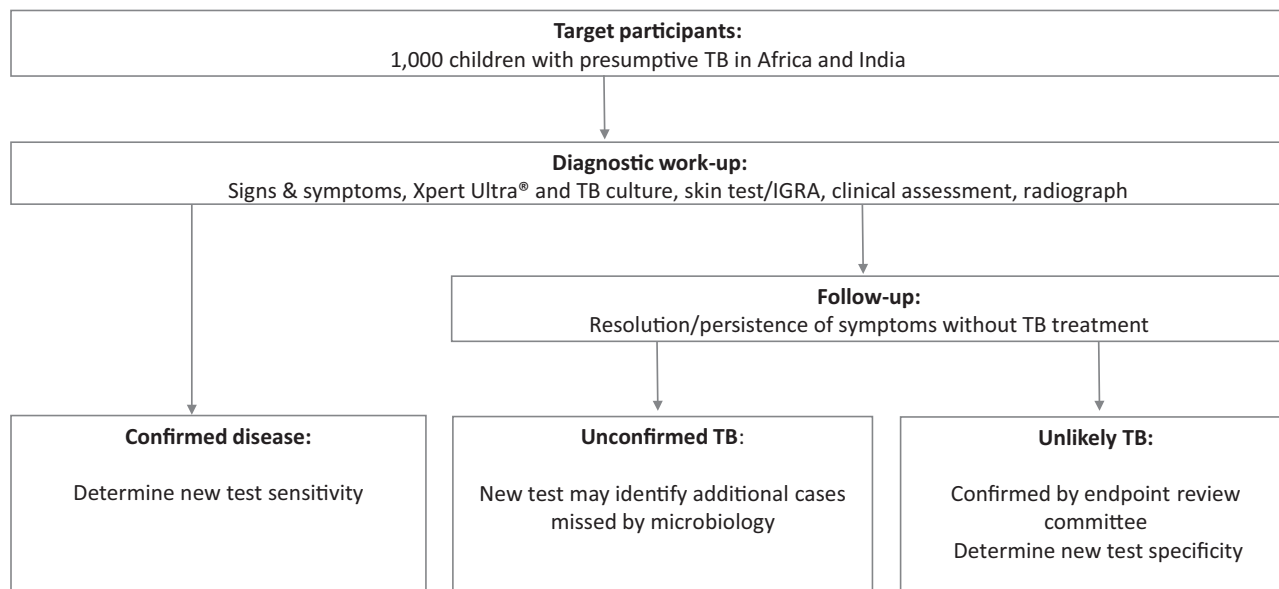 Target participants:
1,000 children with presumptive TB in Africa and India
Diagnostic work-up:
Signs & symptoms, Xpert Ultra® and TB culture, skin test/IGRA, clinical assessment, radiograph
Follow-up:
Resolution/persistence of symptoms without TB treatment
Confirmed disease:
Determine new test sensitivity
Unconfirmed TB:
New test may identify additional cases
missed by microbiology
Unlikely TB:
Confirmed by endpoint review
committee
Determine new test specificity